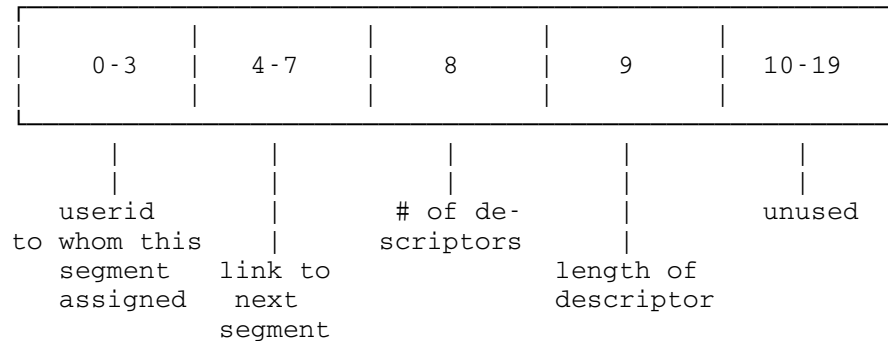 0-3 4-7 8 9 10-19
userid # of de- unused
to whom this scriptors
segment link to length of
assigned next descriptor
segment